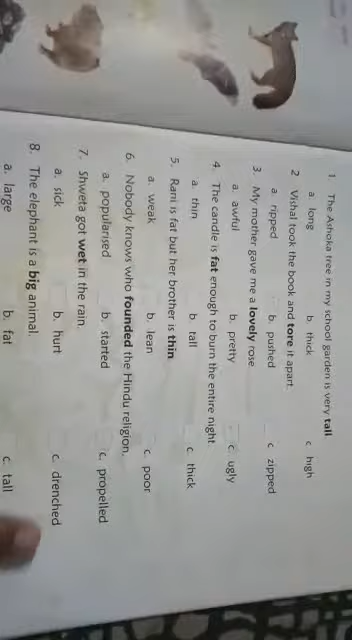 1. The Ashoka tree in my school garden is very tall
a. long b. thick c. high
2 Vishal took the book and tore it apart.
a. ripped b. pushed c. zipped
3. My mother gave me a lovely rose
a. awful b. pretty c. ugly
4. The candle is fat enough to burn the entire night
a. thin b. tall c. thick
5. Rani is fat but her brother is thin.
a. weak b. lean c. poor
6. Nobody knows who founded the Hindu religion.
a. popularised b. started c. propelled
7. Shweta got wet in the rain.
a. sick b. hurt c. drenched
8. The elephant is a big animal.
a. large b. fat c. tall